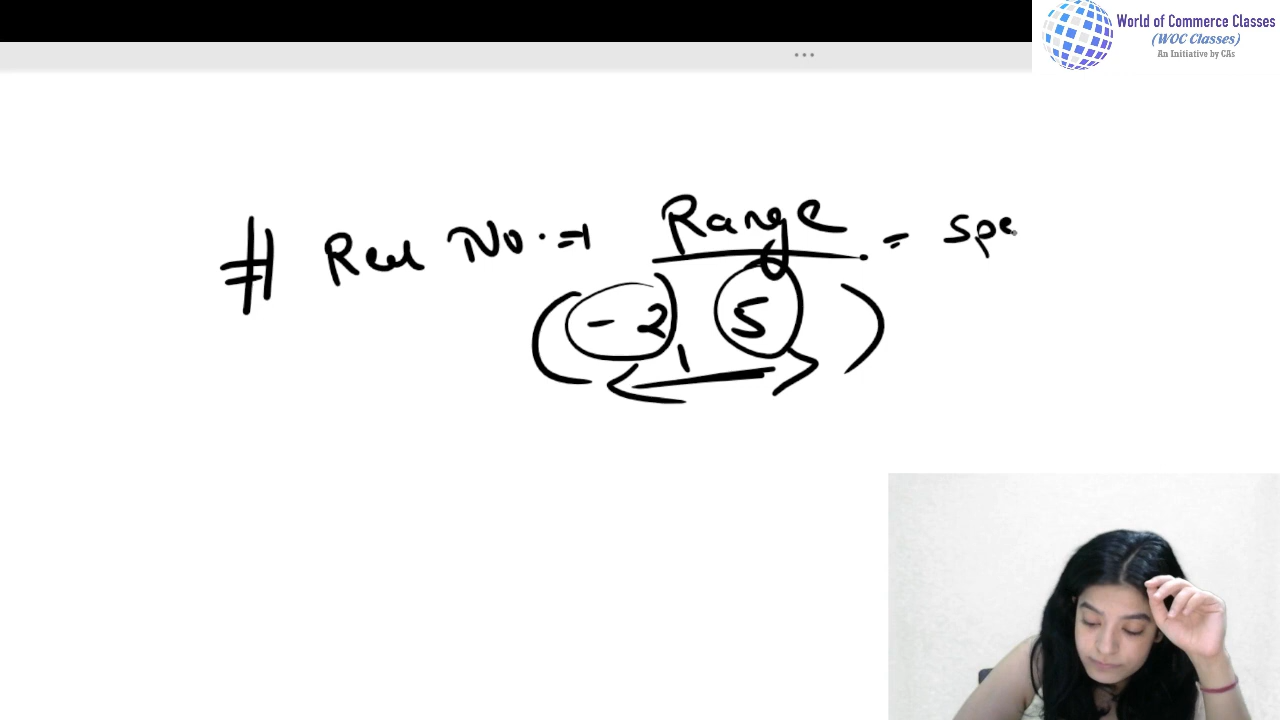 World of Commerce Classes
(WOC Classes)
An Initiative by CAs
# Real No. ⇒ Range = spe
(-2, 5)